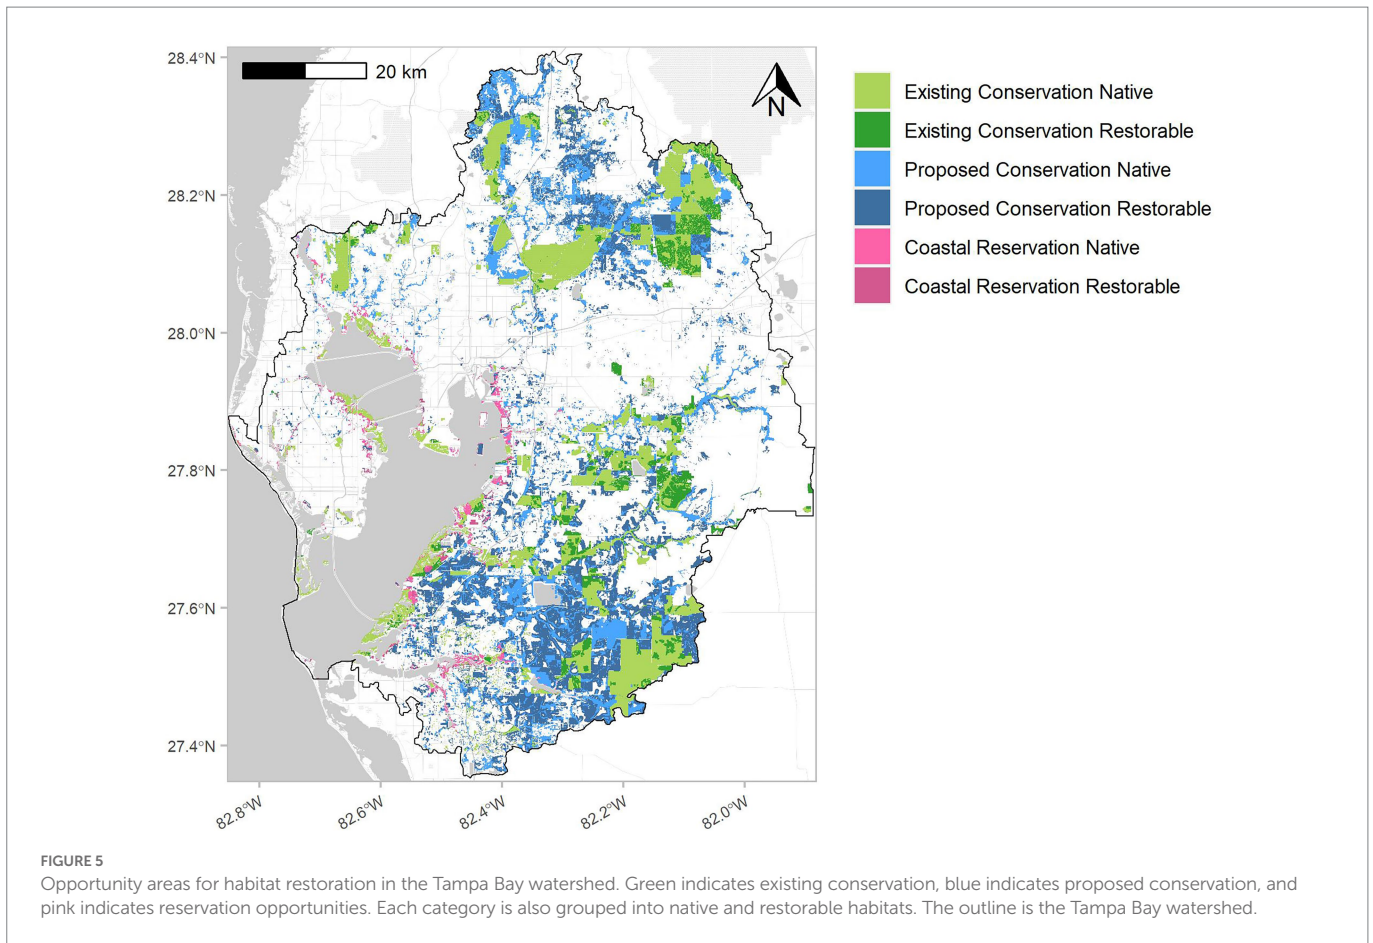 28.4°N
28.2°N
28.0°N
27.8°N
27.6°N
27.4°N
20 km
N
82.8°W
82.6°W
82.4°W
82.2°W
82.0°W
Existing Conservation Native
Existing Conservation Restorable
Proposed Conservation Native
Proposed Conservation Restorable
Coastal Reservation Native
Coastal Reservation Restorable
FIGURE 5
Opportunity areas for habitat restoration in the Tampa Bay watershed. Green indicates existing conservation, blue indicates proposed conservation, and
pink indicates reservation opportunities. Each category is also grouped into native and restorable habitats. The outline is the Tampa Bay watershed.